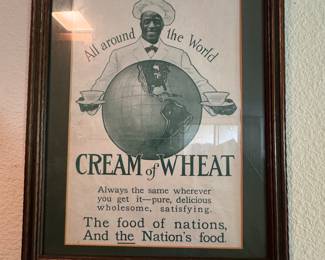 All around the World
CREAM of WHEAT
Always the same wherever
you get it—pure, delicious
wholesome, satisfying.
The food of nations,
And the Nation's food.